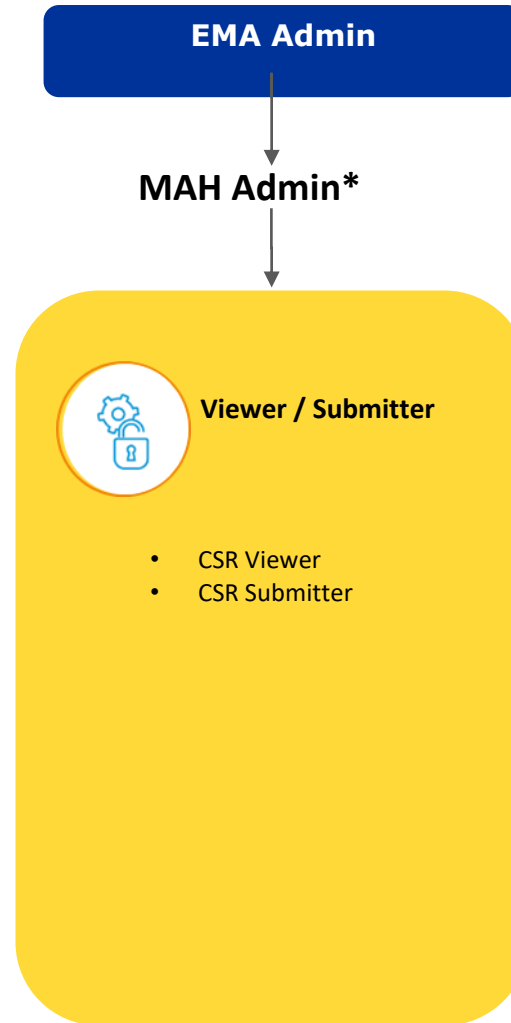 EMA Admin
MAH Admin*
Viewer / Submitter
• CSR Viewer
• CSR Submitter